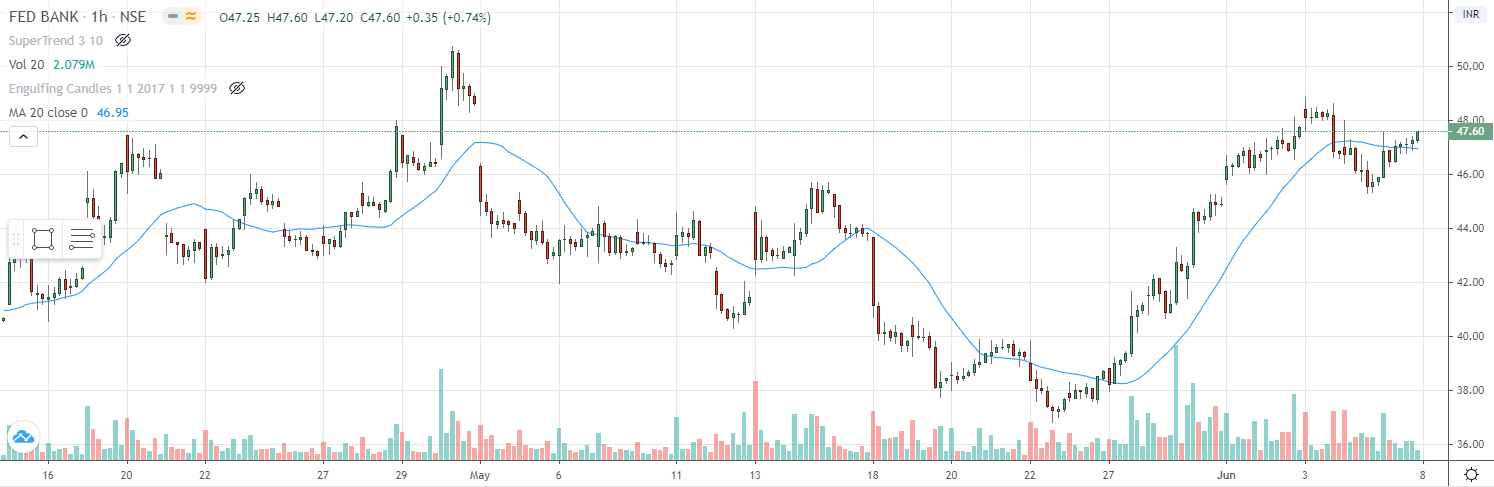 FED BANK · 1h · NSE O47.25 H47.60 L47.20 C47.60 +0.35 (+0.74%)
INR
SuperTrend 3 10
Vol 20 2.079M
Engulfing Candles 1 1 2017 1 1 9999
MA 20 close 0 46.95
50.00
48.00
47.60
46.00
44.00
42.00
40.00
38.00
36.00
16 20 22 27 29 May 6 11 13 18 20 22 27 Jun 3 8